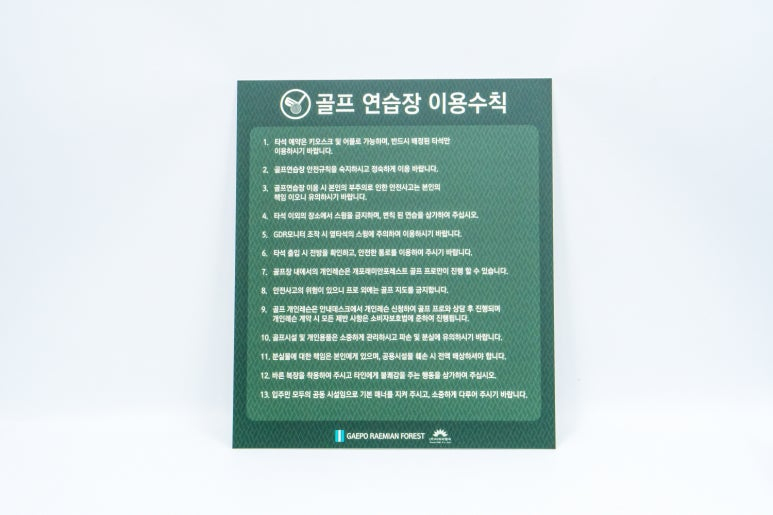 골프 연습장 이용수칙
1. 타석 예약은 키오스크 및 어플로 가능하며, 반드시 배정된 타석만
이용하시기 바랍니다.
2. 골프연습장 안전규칙을 숙지하시고 정숙하게 이용 바랍니다.
3. 골프연습장 이용 시 본인의 부주의로 인한 안전사고는 본인의
책임 이오니 유의하시기 바랍니다.
4. 타석 이외의 장소에서 스윙을 금지하며, 변칙 된 연습을 삼가하여 주십시오.
5. GDR모니터 조작 시 옆타석의 스윙에 주의하며 이용하시기 바랍니다.
6. 타석 출입 시 전방을 확인하고, 안전한 통로를 이용하여 주시기 바랍니다.
7. 골프장 내에서의 개인레슨은 개포래미안포레스트 골프 프로만이 진행 할 수 있습니다.
8. 안전사고의 위험이 있으니 프로 외에는 골프 지도를 금지합니다.
9. 골프 개인레슨은 안내데스크에서 개인레슨 신청하여 골프 프로와 상담 후 진행되며
개인레슨 계약 시 모든 제반 사항은 소비자보호법에 준하여 진행됩니다.
10. 골프시설 및 개인용품은 소중하게 관리하시고 파손 및 분실에 유의하시기 바랍니다.
11. 분실물에 대한 책임은 본인에게 있으며, 공용시설물 훼손 시 전액 배상하셔야 합니다.
12. 바른 복장을 착용하여 주시고 타인에게 불쾌감을 주는 행동을 삼가하여 주십시오.
13. 입주민 모두의 공동 시설임으로 기본 매너를 지켜 주시고, 소중하게 다루어 주시기 바랍니다.
GAEPO RAEMIAN FOREST